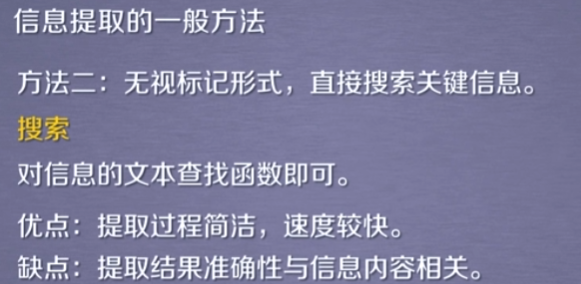 信息提取的一般方法
方法二：无视标记形式，直接搜索关键信息。
搜索
对信息的文本查找函数即可。
优点：提取过程简洁，速度较快。
缺点：提取结果准确性与信息内容相关。